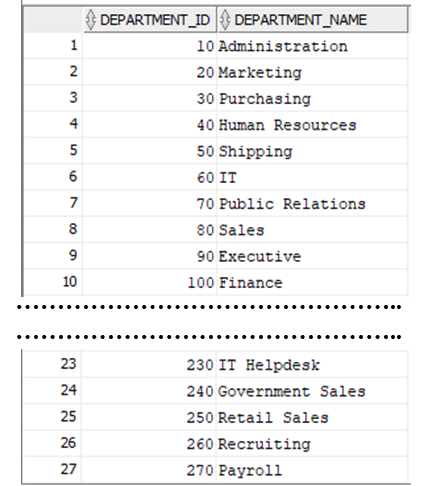 DEPARTMENT_ID DEPARTMENT_NAME
1 10 Administration
2 20 Marketing
3 30 Purchasing
4 40 Human Resources
5 50 Shipping
6 60 IT
7 70 Public Relations
8 80 Sales
9 90 Executive
10 100 Finance
23 230 IT Helpdesk
24 240 Government Sales
25 250 Retail Sales
26 260 Recruiting
27 270 Payroll